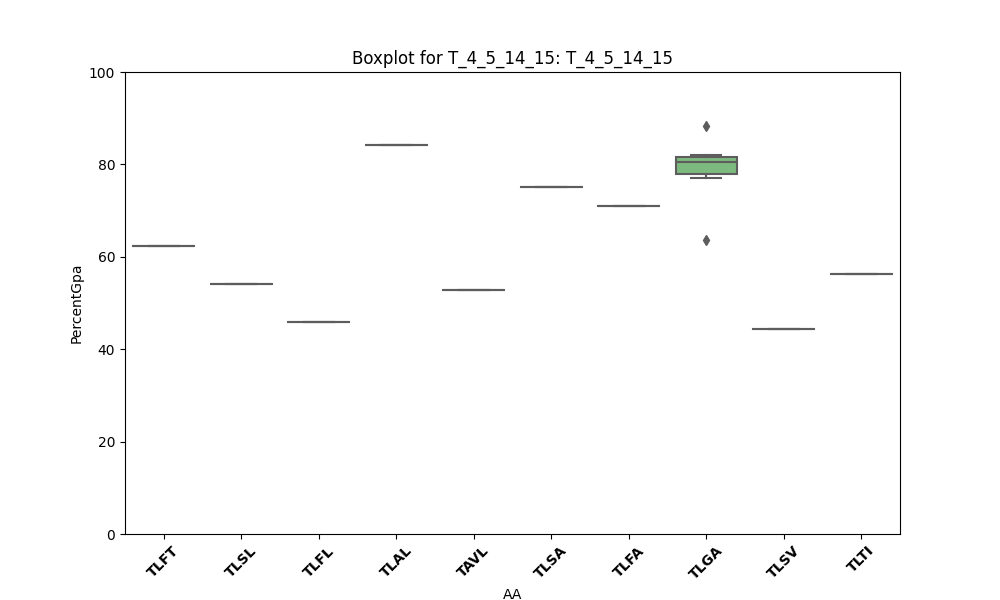 Boxplot for T_4_5_14_15: T_4_5_14_15
100
80
60
40
20
0
PercentGpa
TLFT TLSL TLFL TLAL TAVL TLSA TLFA TLGA TLSV TLTI
AA